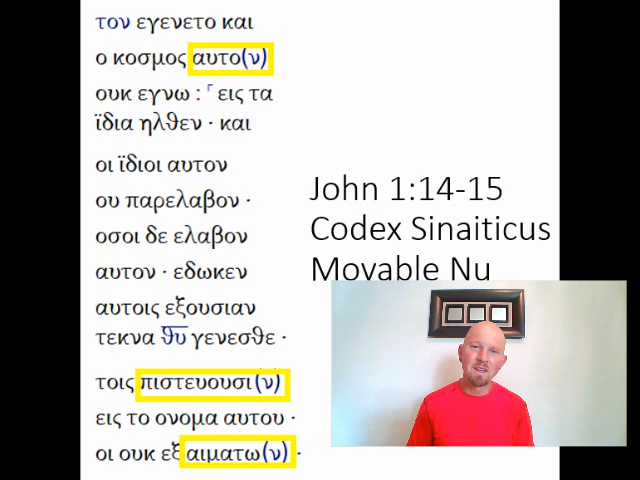 τον εγενετο και
ο κοσμος αυτο(ν)
ουκ εγνω : ⸀ εις τα
ϊδια ηλθεν · και
οι ϊδιοι αυτον
ου παρελαβον ·
οσοι δε ελαβον
αυτον · εδωκεν
αυτοις εξουσιαν
τεκνα θ̅υ̅ γενεσθε ·
τοις πιστευουσι(ν)
εις το ονομα αυτου ·
οι ουκ εξ αιματω(ν) ·
John 1:14-15
Codex Sinaiticus
Movable Nu